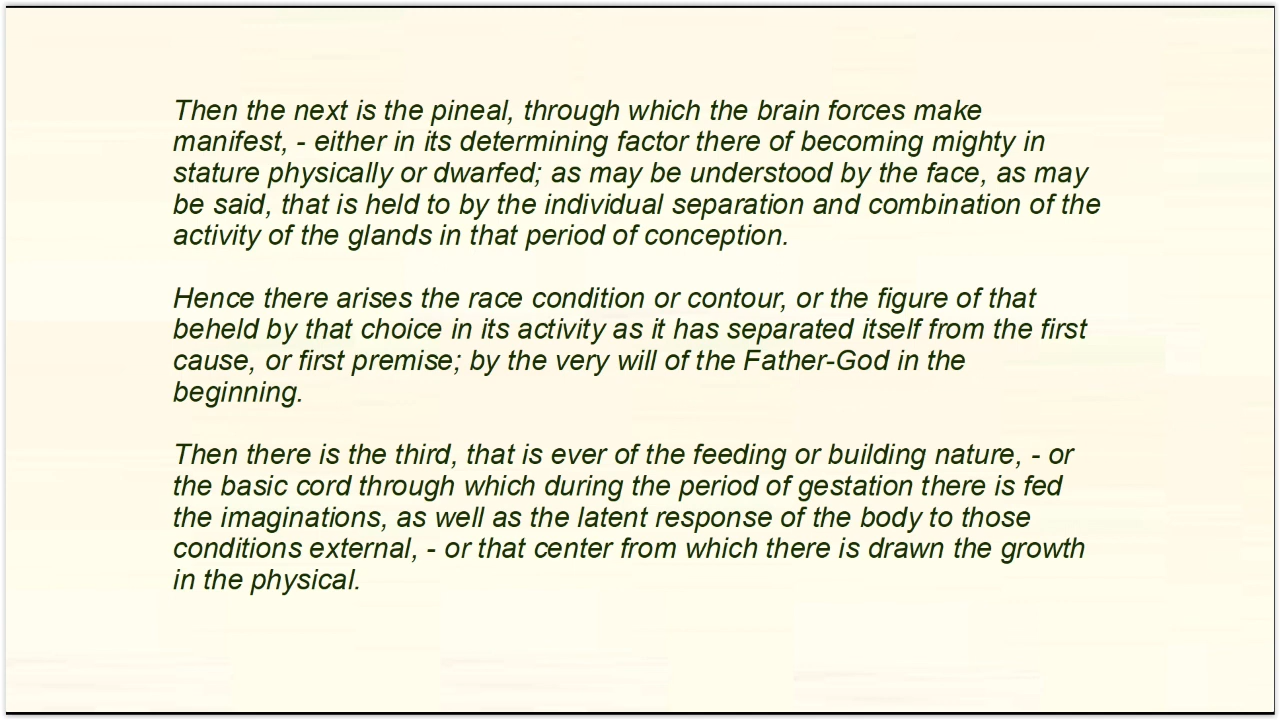 Then the next is the pineal, through which the brain forces make
manifest, - either in its determining factor there of becoming mighty in
stature physically or dwarfed; as may be understood by the face, as may
be said, that is held to by the individual separation and combination of the
activity of the glands in that period of conception.
Hence there arises the race condition or contour, or the figure of that
beheld by that choice in its activity as it has separated itself from the first
cause, or first premise; by the very will of the Father-God in the
beginning.
Then there is the third, that is ever of the feeding or building nature, - or
the basic cord through which during the period of gestation there is fed
the imaginations, as well as the latent response of the body to those
conditions external, - or that center from which there is drawn the growth
in the physical.